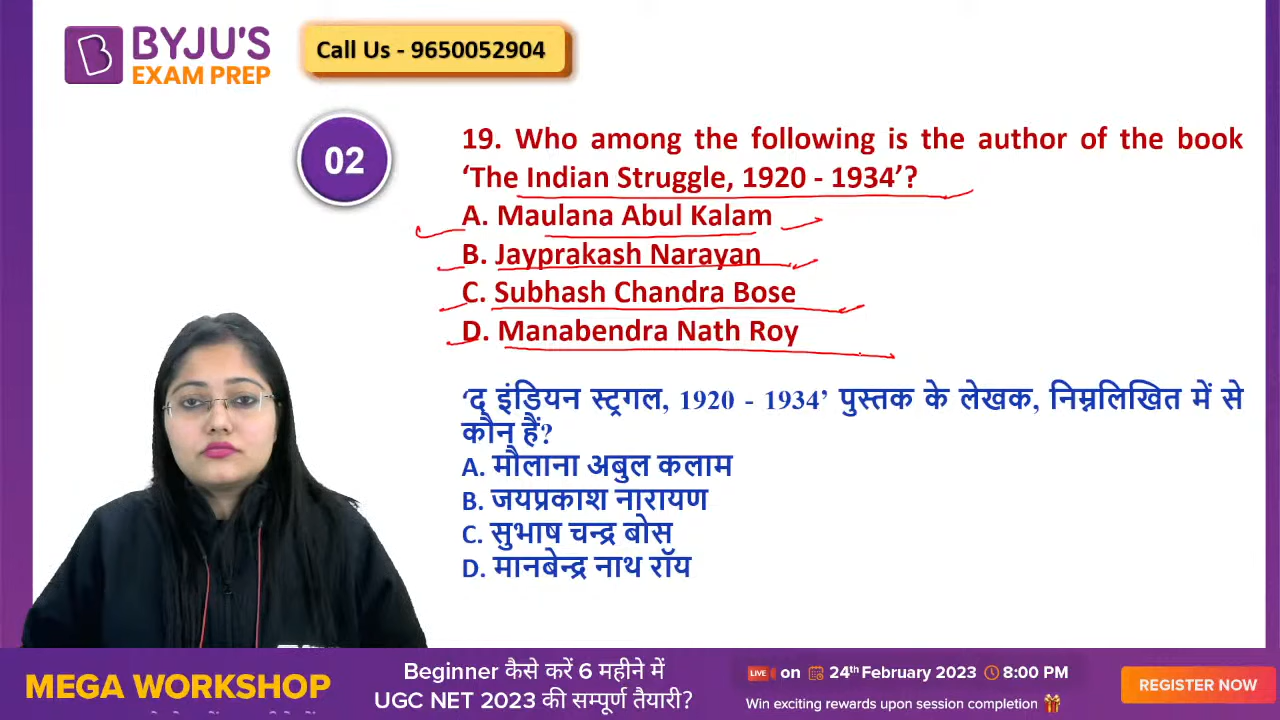 BYJU'S
EXAM PREP
Call Us - 9650052904
02
19. Who among the following is the author of the book
‘The Indian Struggle, 1920 - 1934’?
A. Maulana Abul Kalam
B. Jayprakash Narayan
C. Subhash Chandra Bose
D. Manabendra Nath Roy
‘द इंडियन स्ट्रगल, 1920 - 1934’ पुस्तक के लेखक, निम्नलिखित में से
कौन हैं?
A. मौलाना अबुल कलाम
B. जयप्रकाश नारायण
C. सुभाष चन्द्र बोस
D. मानबेन्द्र नाथ रॉय
MEGA WORKSHOP
Beginner कैसे करें 6 महीने में
UGC NET 2023 की सम्पूर्ण तैयारी?
LIVE on 24th February 2023 8:00 PM
Win exciting rewards upon session completion
REGISTER NOW